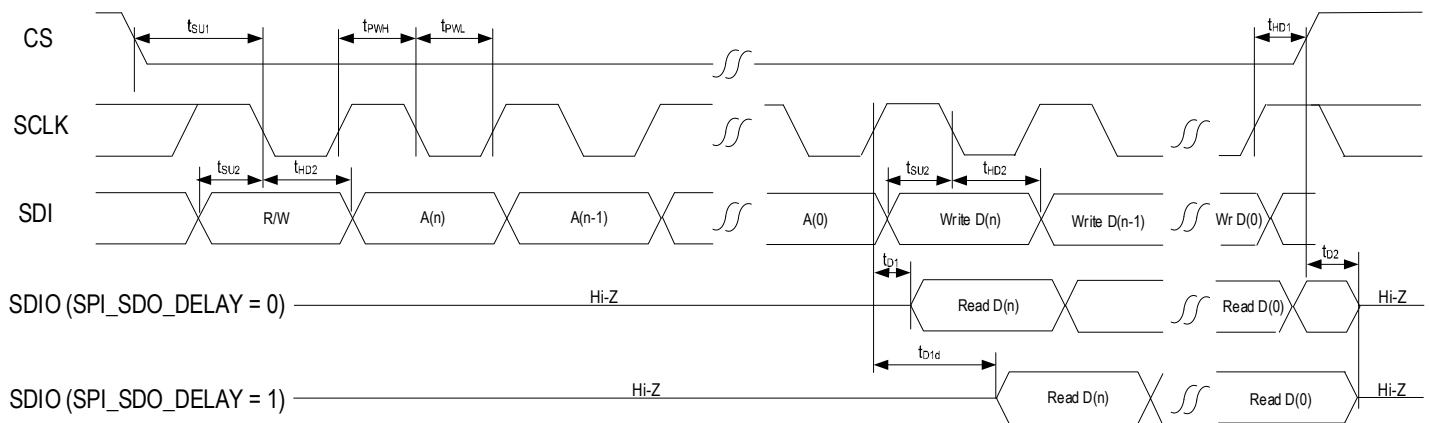 CS
tSU1
tPWH
tPWL
tHD1
SCLK
tSU2
tHD2
tSU2
tHD2
SDI
R/W
A(n)
A(n-1)
A(0)
Write D(n)
Write D(n-1)
Wr D(0)
tD1
tD2
SDIO (SPI_SDO_DELAY = 0)
Hi-Z
Read D(n)
Read D(0)
Hi-Z
tD1d
SDIO (SPI_SDO_DELAY = 1)
Hi-Z
Read D(n)
Read D(0)
Hi-Z